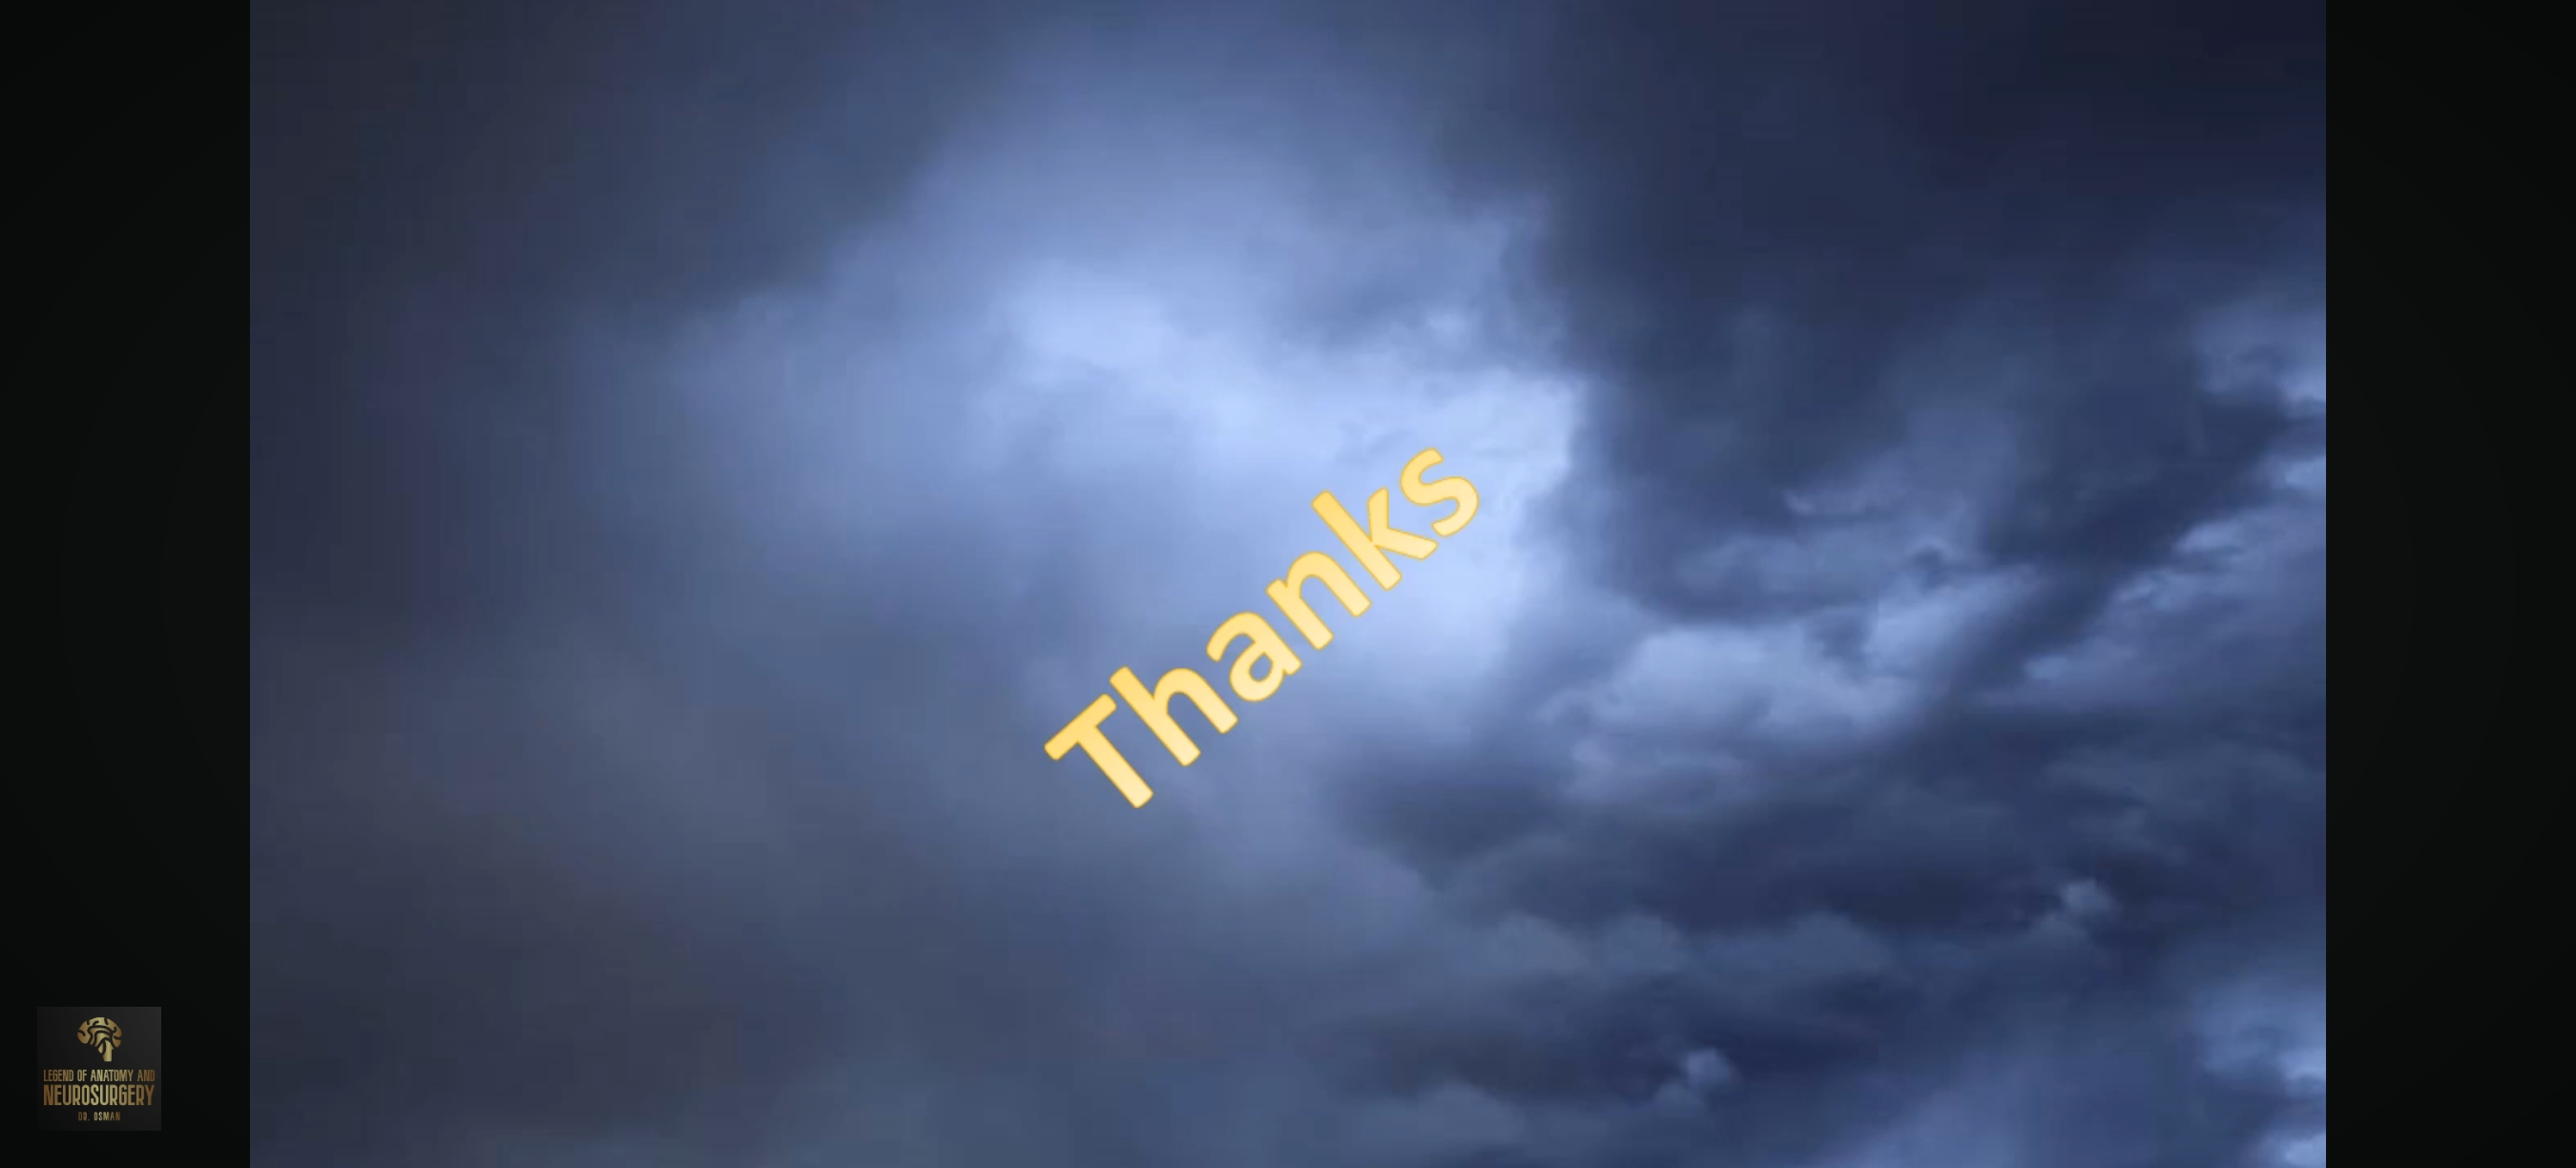 Thanks
LEGEND OF ANATOMY AND
NEUROSURGERY
DR. OSMAN